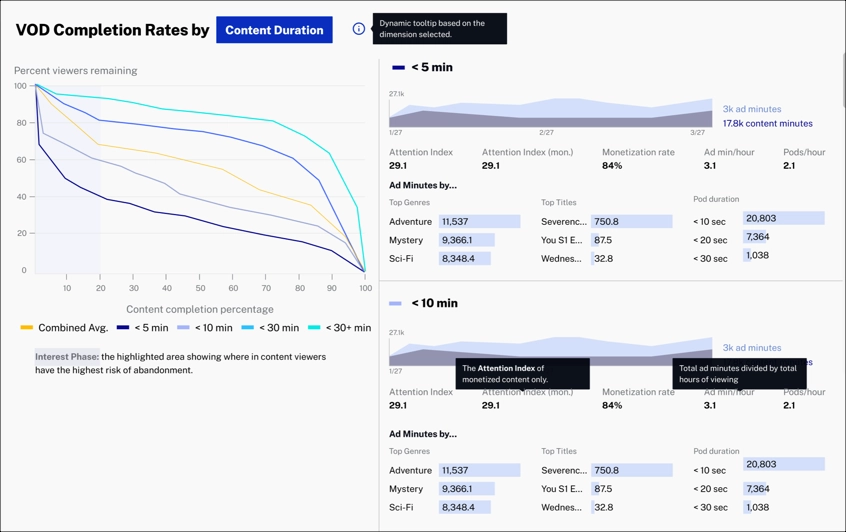 VOD Completion Rates by Content Duration
Dynamic tooltip based on the
dimension selected.
Percent viewers remaining
100
80
60
40
20
0
10 20 30 40 50 60 70 80 90 100
Content completion percentage
Combined Avg. < 5 min < 10 min < 30 min < 30+ min
Interest Phase: the highlighted area showing where in content viewers
have the highest risk of abandonment.
< 5 min
27.1k
3k ad minutes
17.8k content minutes
1/27 2/27 3/27
Attention Index Attention Index (mon.) Monetization rate Ad min/hour Pods/hour
29.1 29.1 84% 3.1 2.1
Ad Minutes by...
Top Genres Top Titles Pod duration
Adventure 11,537 Severenc... 750.8 < 10 sec 20,803
Mystery 9,366.1 You S1 E... 87.5 < 20 sec 7,364
Sci-Fi 8,348.4 Wednes... 32.8 < 30 sec 1,038
< 10 min
27.1k
3k ad minutes
1/27
The Attention Index of
monetized content only.
Total ad minutes divided by total
hours of viewing
Attention Index Attention Index (mon.) Monetization rate Ad min/hour Pods/hour
29.1 29.1 84% 3.1 2.1
Ad Minutes by...
Top Genres Top Titles Pod duration
Adventure 11,537 Severenc... 750.8 < 10 sec 20,803
Mystery 9,366.1 You S1 E... 87.5 < 20 sec 7,364
Sci-Fi 8,348.4 Wednes... 32.8 < 30 sec 1,038